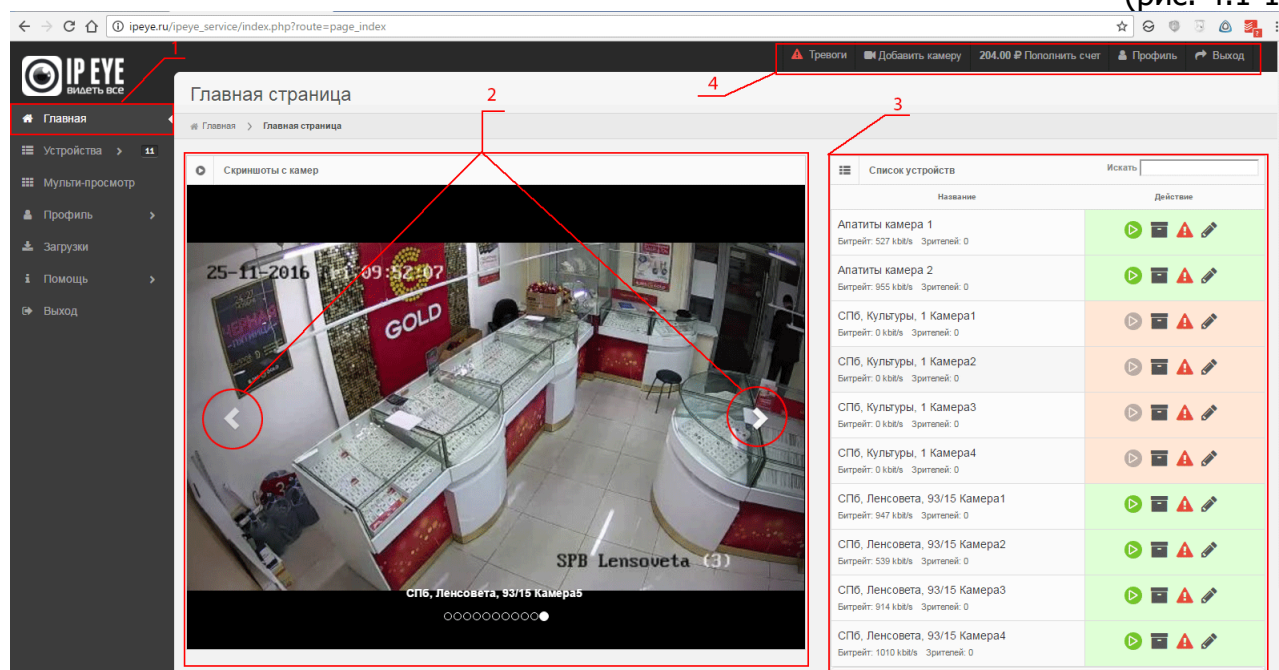 (рис. 4.1-1
ipeye.ru/ipeye_service/index.php?route=page_index
1
IP EYE
ВИДЕТЬ ВСЕ
Тревоги Добавить камеру 204.00 ₽ Пополнить счет Профиль Выход
4
Главная страница
2
3
Главная > Главная страница
Главная
Устройства > 11
Мульти-просмотр
Профиль >
Загрузки
Помощь >
Выход
Скриншоты с камер
25-11-2016 09:52:07
GOLD
SPB Lensoveta (3)
СПб, Ленсовета, 93/15 Камера5
Список устройств Искать
Название Действие
Апатиты камера 1
Битрейт: 527 kbit/s Зрителей: 0
Апатиты камера 2
Битрейт: 955 kbit/s Зрителей: 0
СПб, Культуры, 1 Камера1
Битрейт: 0 kbit/s Зрителей: 0
СПб, Культуры, 1 Камера2
Битрейт: 0 kbit/s Зрителей: 0
СПб, Культуры, 1 Камера3
Битрейт: 0 kbit/s Зрителей: 0
СПб, Культуры, 1 Камера4
Битрейт: 0 kbit/s Зрителей: 0
СПб, Ленсовета, 93/15 Камера1
Битрейт: 947 kbit/s Зрителей: 0
СПб, Ленсовета, 93/15 Камера2
Битрейт: 539 kbit/s Зрителей: 0
СПб, Ленсовета, 93/15 Камера3
Битрейт: 914 kbit/s Зрителей: 0
СПб, Ленсовета, 93/15 Камера4
Битрейт: 1010 kbit/s Зрителей: 0